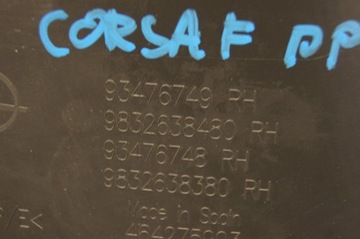 CORSA F PP
93476749 RH
9832638480 RH
93476748 RH
9832638380 RH
/E<
Made in Spain